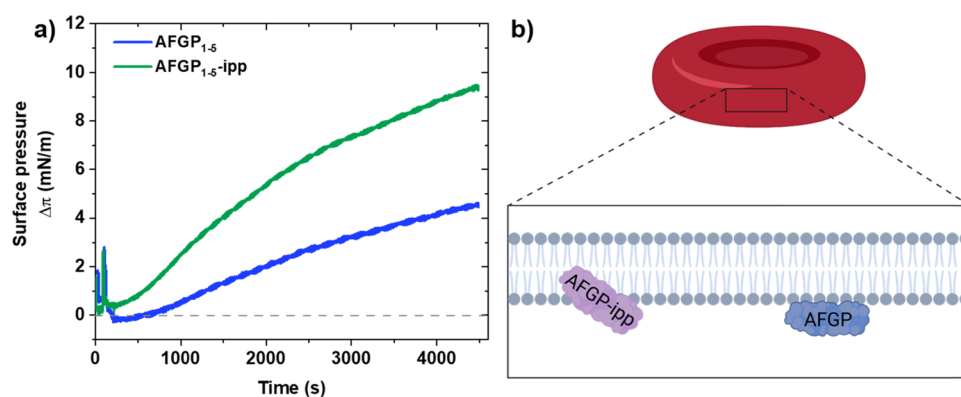 a)
AFGP₁₋₅
AFGP₁₋₅-ipp
Surface pressure
Δπ (mN/m)
12
10
8
6
4
2
0
0
1000
2000
3000
4000
Time (s)
b)
AFGP-ipp
AFGP